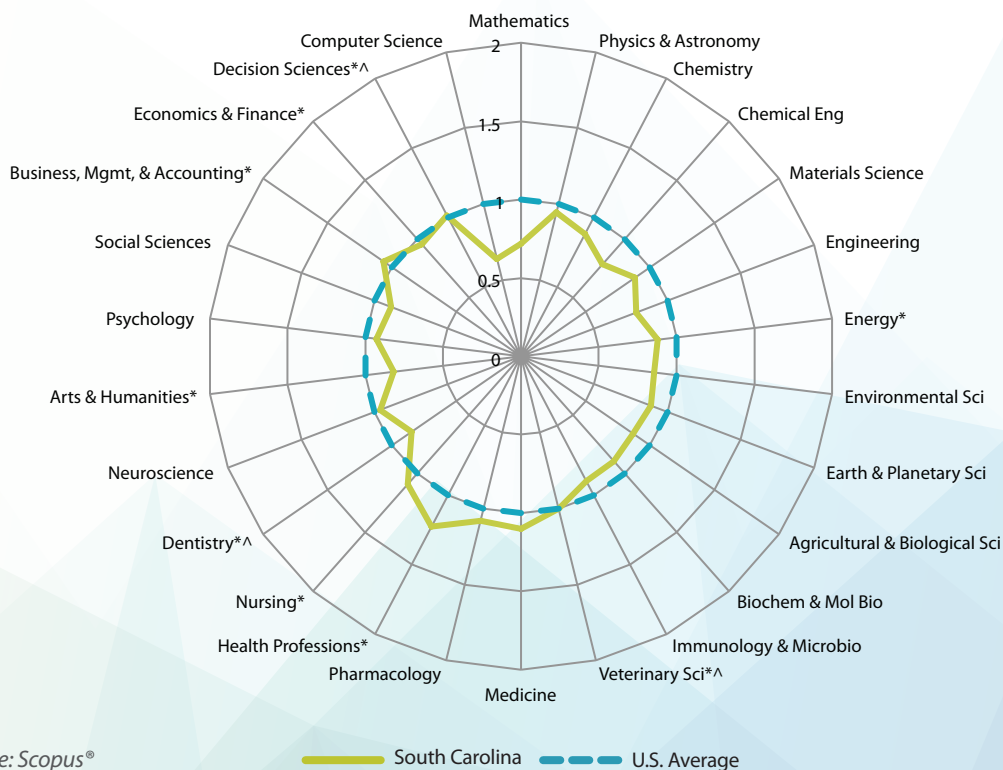 Mathematics
Computer Science
Physics & Astronomy
Decision Sciences*^
Chemistry
Economics & Finance*
Chemical Eng
Business, Mgmt, & Accounting*
Materials Science
Social Sciences
Engineering
Psychology
Energy*
Arts & Humanities*
Environmental Sci
Neuroscience
Earth & Planetary Sci
Dentistry*^
Agricultural & Biological Sci
Nursing*
Biochem & Mol Bio
Health Professions*
Immunology & Microbio
Pharmacology
Veterinary Sci*^
Medicine
2
1.5
1
0.5
0
e: Scopus®
South Carolina
U.S. Average